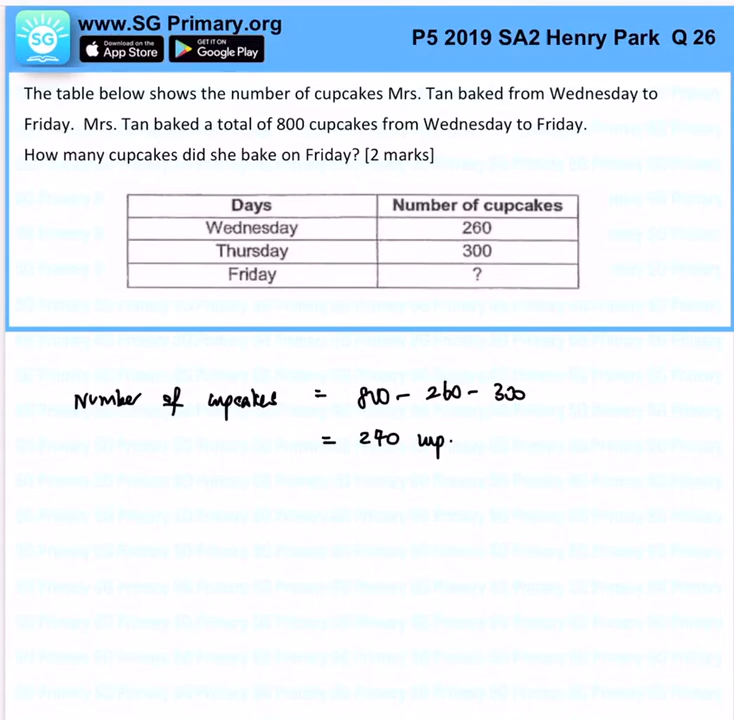 www.SG Primary.org
SG
Download on the
App Store
GET IT ON
Google Play
P5 2019 SA2 Henry Park Q 26
The table below shows the number of cupcakes Mrs. Tan baked from Wednesday to
Friday. Mrs. Tan baked a total of 800 cupcakes from Wednesday to Friday.
How many cupcakes did she bake on Friday? [2 marks]
Days Number of cupcakes
Wednesday 260
Thursday 300
Friday ?
Number of cupcakes = 800 - 260 - 300
= 240